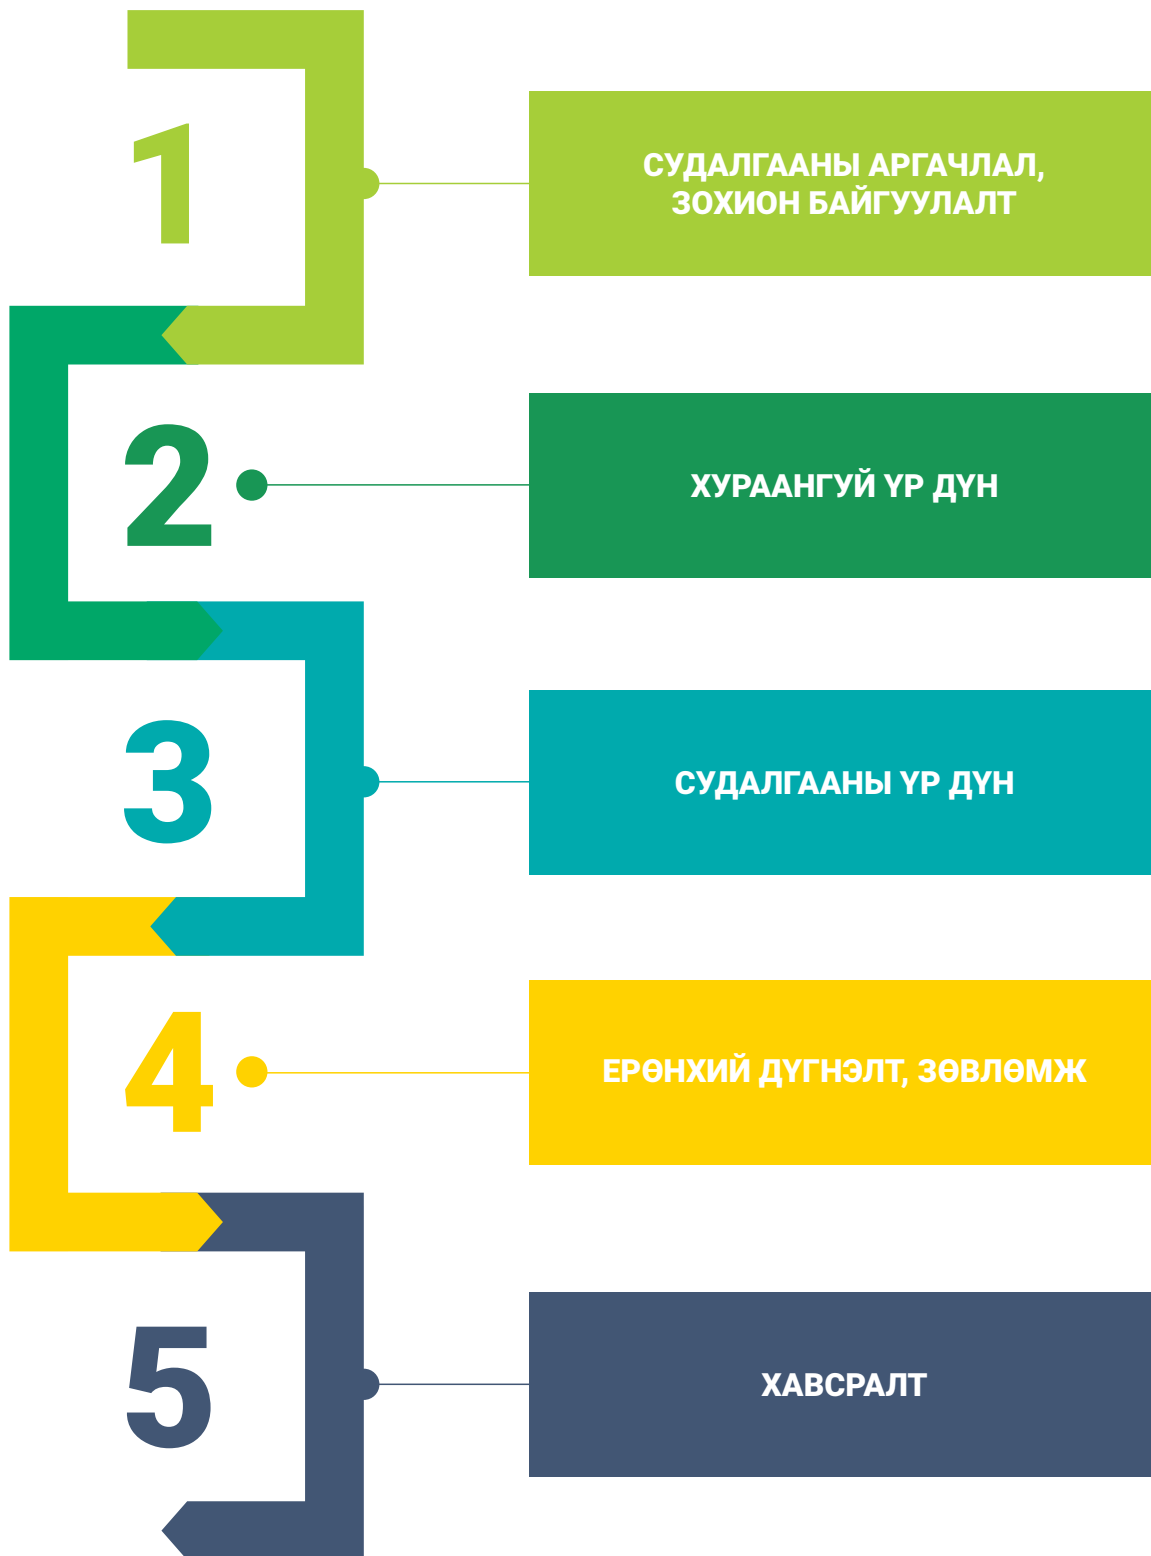 1
СУДАЛГААНЫ АРГАЧЛАЛ,
ЗОХИОН БАЙГУУЛАЛТ
2
ХУРААНГУЙ ҮР ДҮН
3
СУДАЛГААНЫ ҮР ДҮН
4
ЕРӨНХИЙ ДҮГНЭЛТ, ЗӨВЛӨМЖ
5
ХАВСРАЛТ